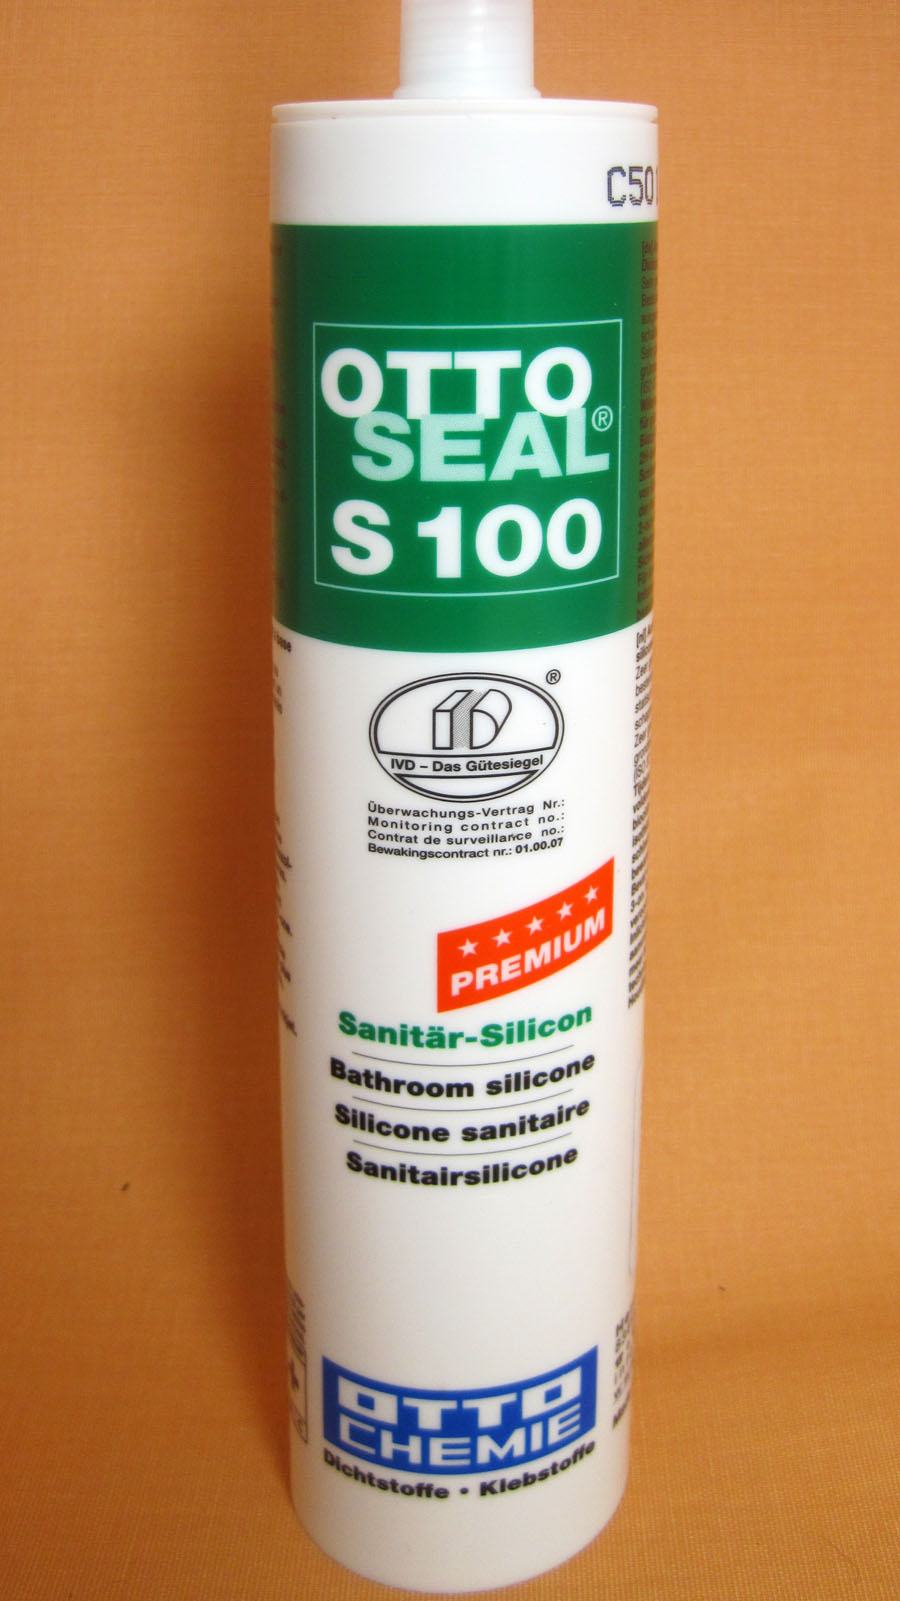 C50
OTTO
SEAL®
S 100
®
IVD – Das Gütesiegel
Überwachungs-Vertrag Nr.:
Monitoring contract no.:
Contrat de surveillance no.:
Bewakingscontract nr.: 01.00.07
PREMIUM
Sanitär-Silicon
Bathroom silicone
Silicone sanitaire
Sanitairsilicone
OTTO
CHEMIE
Dichtstoffe • Klebstoffe